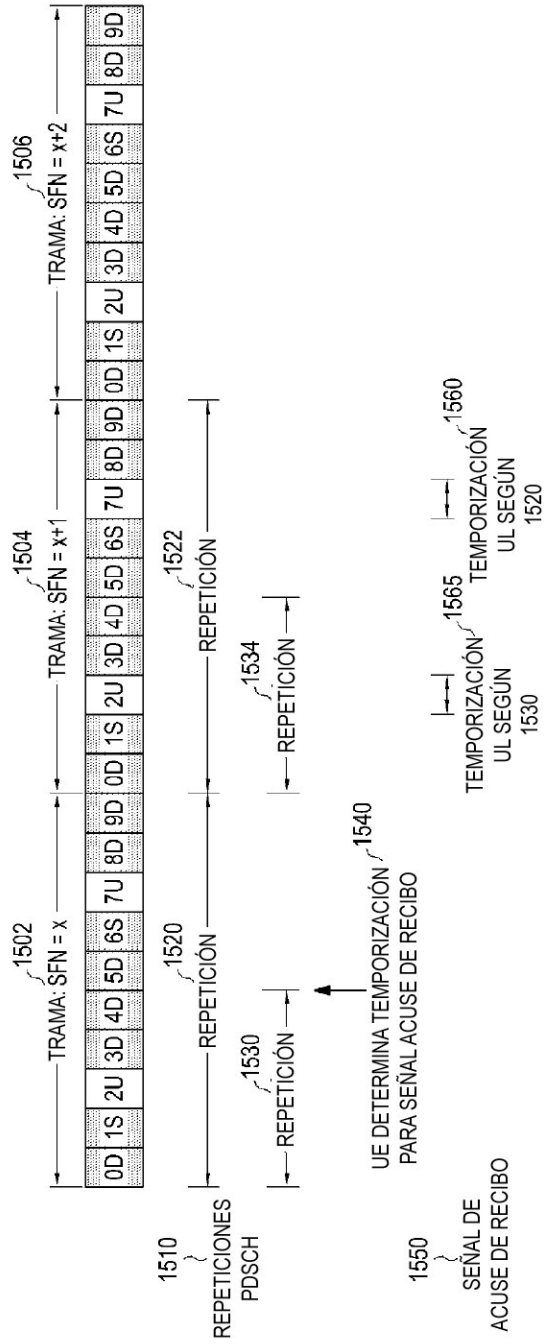 1502
TRAMA: SFN = x
1504
TRAMA: SFN = x+1
1506
TRAMA: SFN = x+2
0D 1S 2U 3D 4D 5D 6S 7U 8D 9D 0D 1S 2U 3D 4D 5D 6S 7U 8D 9D 0D 1S 2U 3D 4D 5D 6S 7U 8D 9D
1510
REPETICIONES
PDSCH
1520
REPETICIÓN
1522
REPETICIÓN
1530
REPETICIÓN
1534
REPETICIÓN
1540
UE DETERMINA TEMPORIZACIÓN
PARA SEÑAL ACUSE DE RECIBO
1550
SEÑAL DE
ACUSE DE RECIBO
1565
TEMPORIZACIÓN
UL SEGÚN
1530
1560
TEMPORIZACIÓN
UL SEGÚN
1520